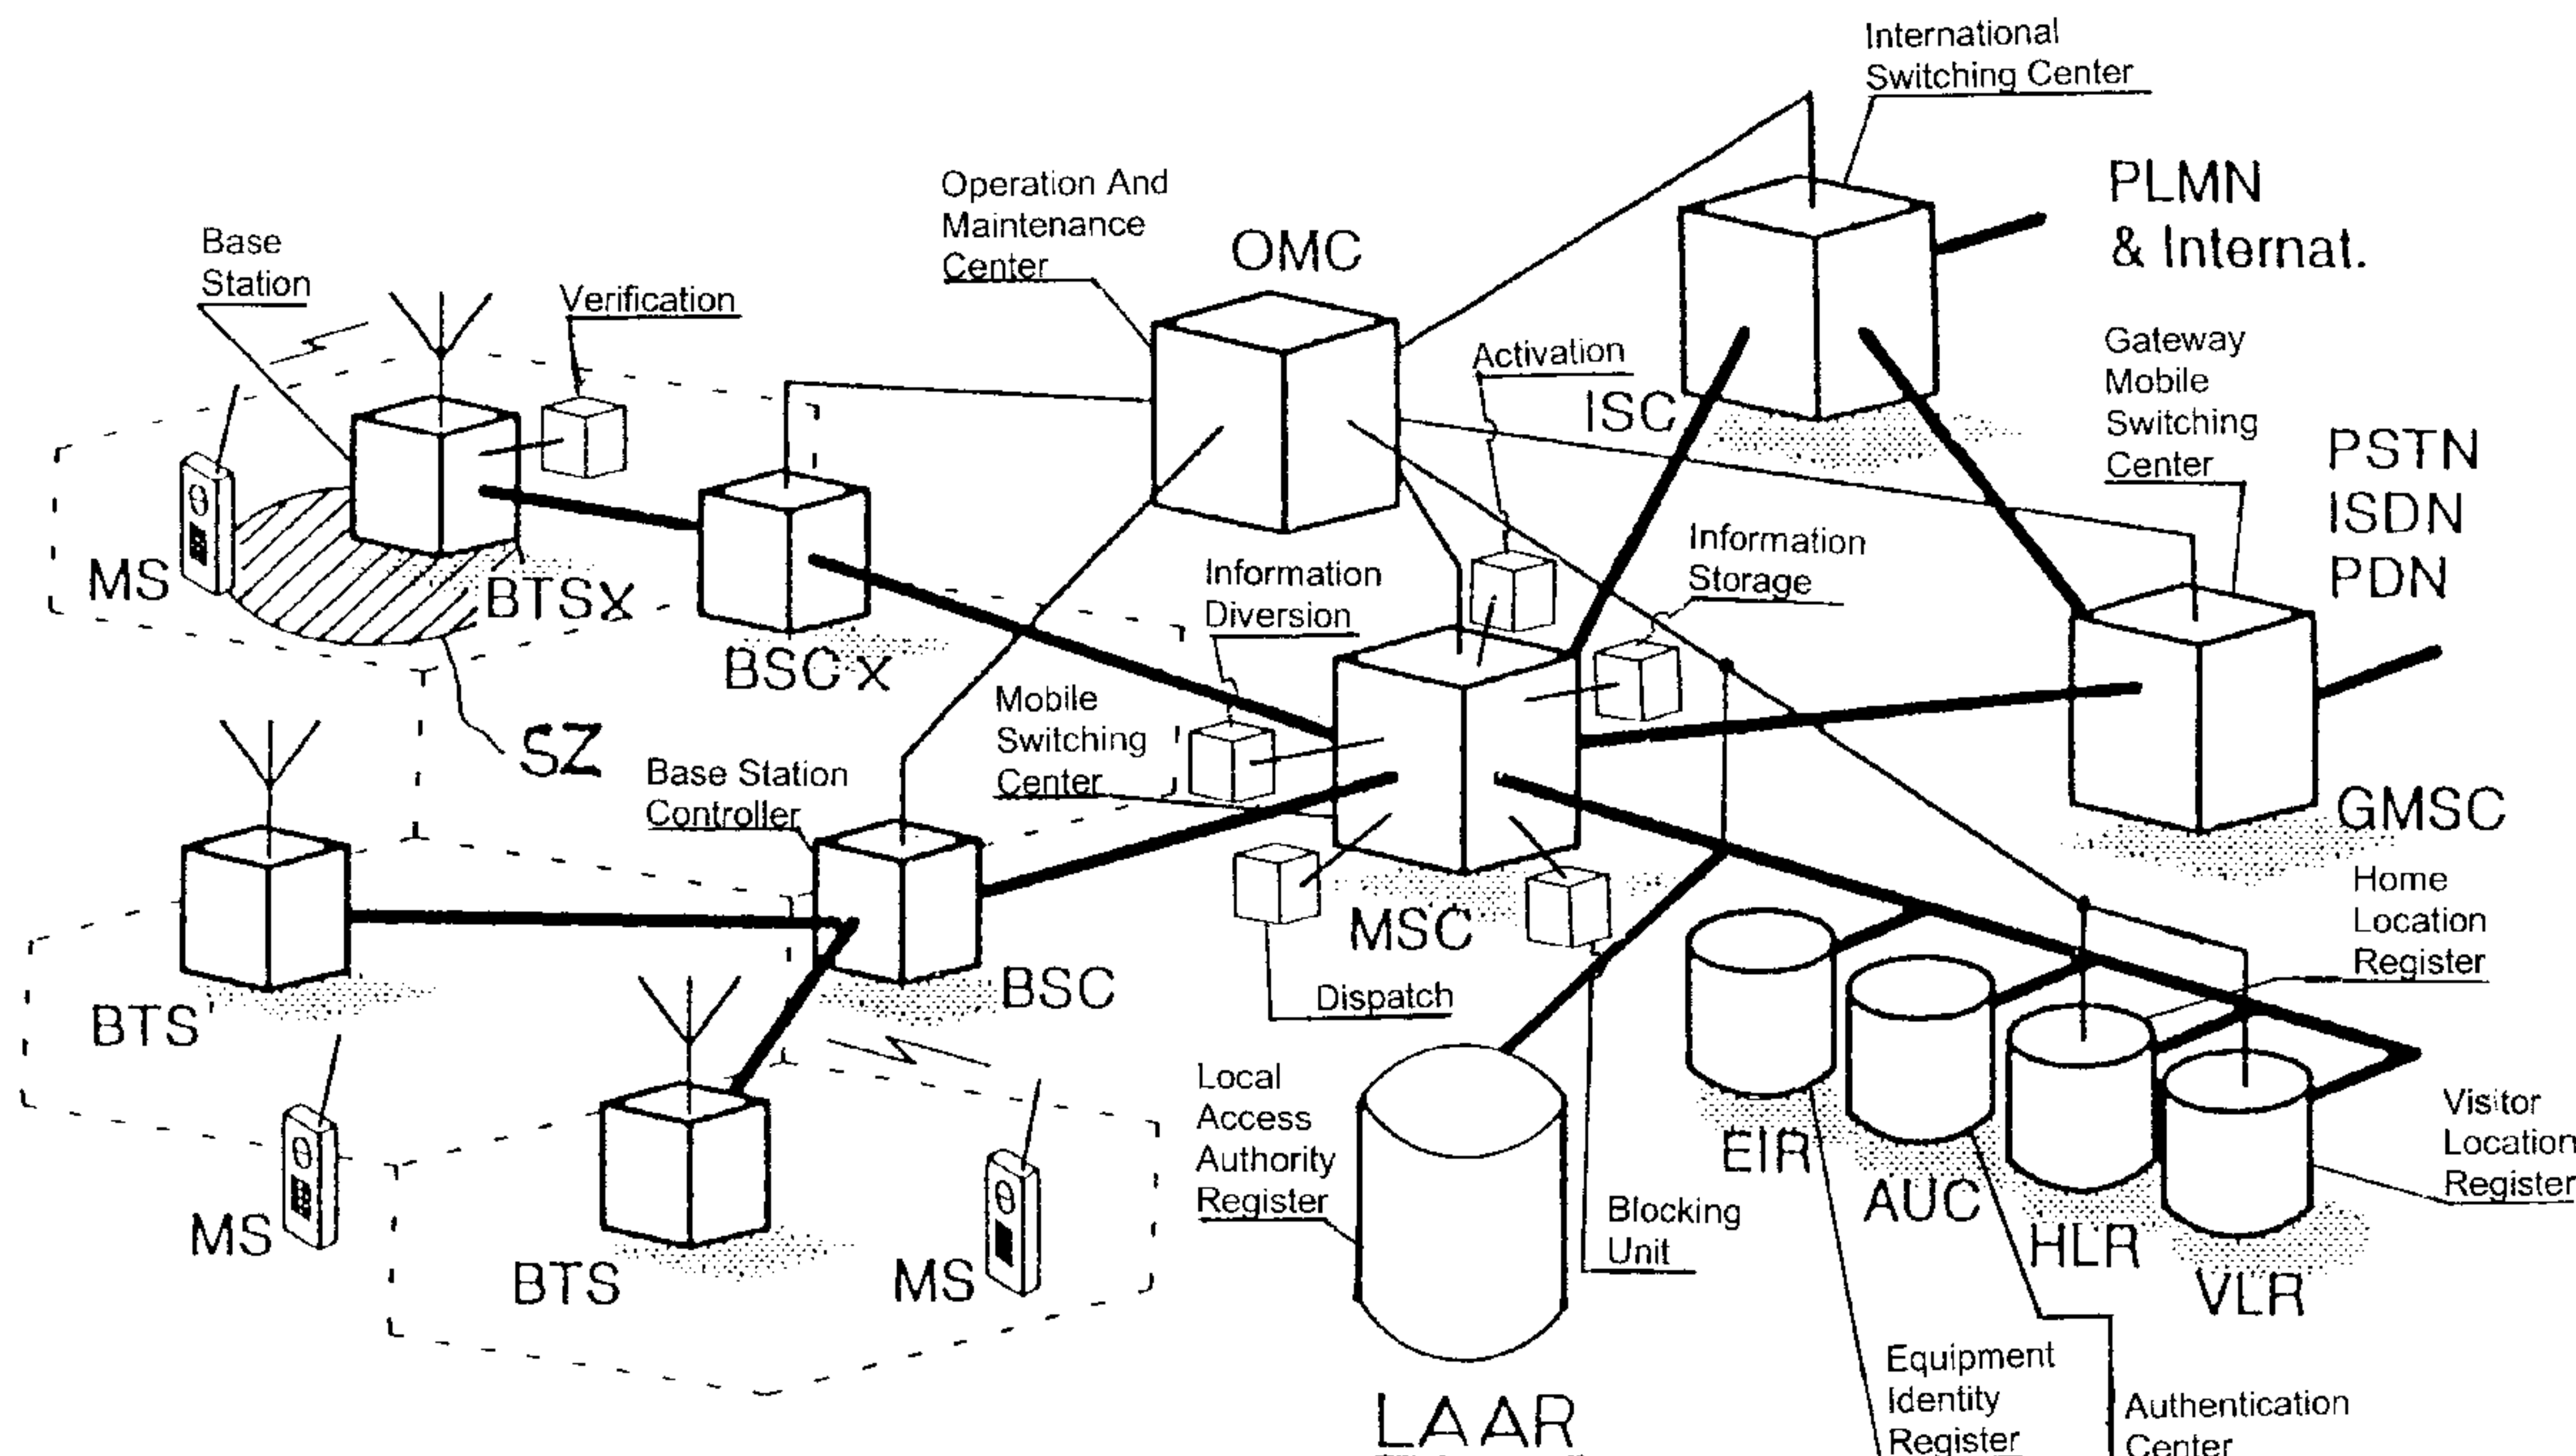 International
Switching Center
PLMN
& Internat.
Operation And
Maintenance
Center
OMC
Base
Station
Verification
Activation
ISC
Gateway
Mobile
Switching
Center
PSTN
ISDN
PDN
MS
BTSX
BSC X
SZ
Information
Diversion
Information
Storage
Mobile
Switching
Center
Base Station
Controller
MSC
GMSC
Home
Location
Register
BTS'
BSC
Dispatch
MS
BTS
MS
Local
Access
Authority
Register
Blocking
Unit
EIR
AUC
HLR
VLR
Visitor
Location
Register
LAAR
Equipment
Identity
Register
Authentication
Center